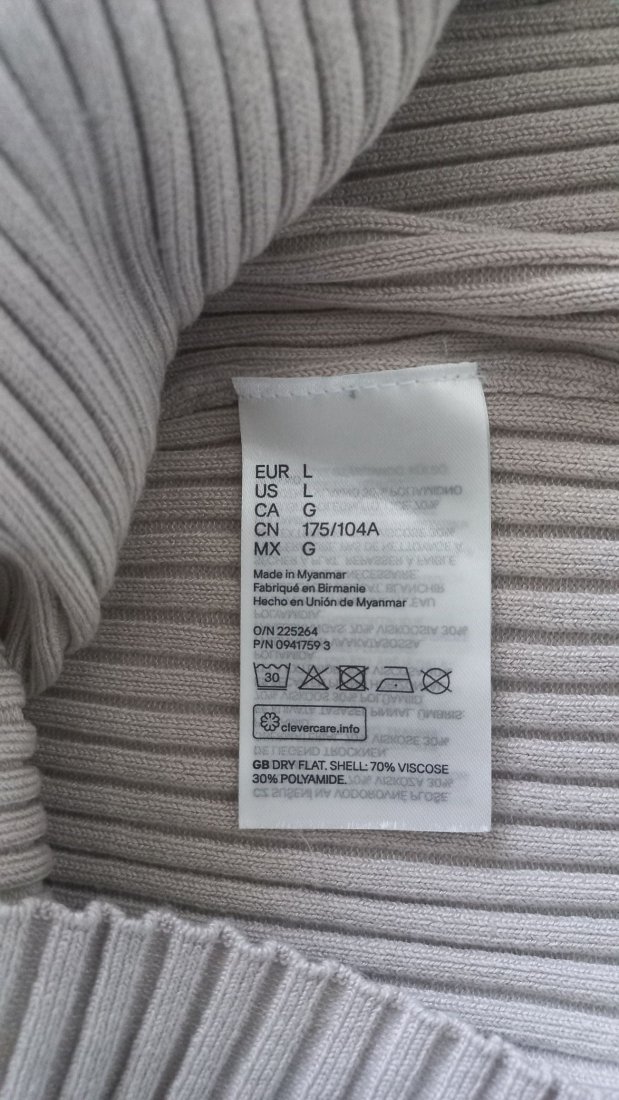 EUR L
US L
CA G
CN 175/104A
MX G
Made in Myanmar
Fabriqué en Birmanie
Hecho en Unión de Myanmar
O/N 225264
P/N 0941759 3
30
clevercare.info
GB DRY FLAT. SHELL: 70% VISCOSE
30% POLYAMIDE.